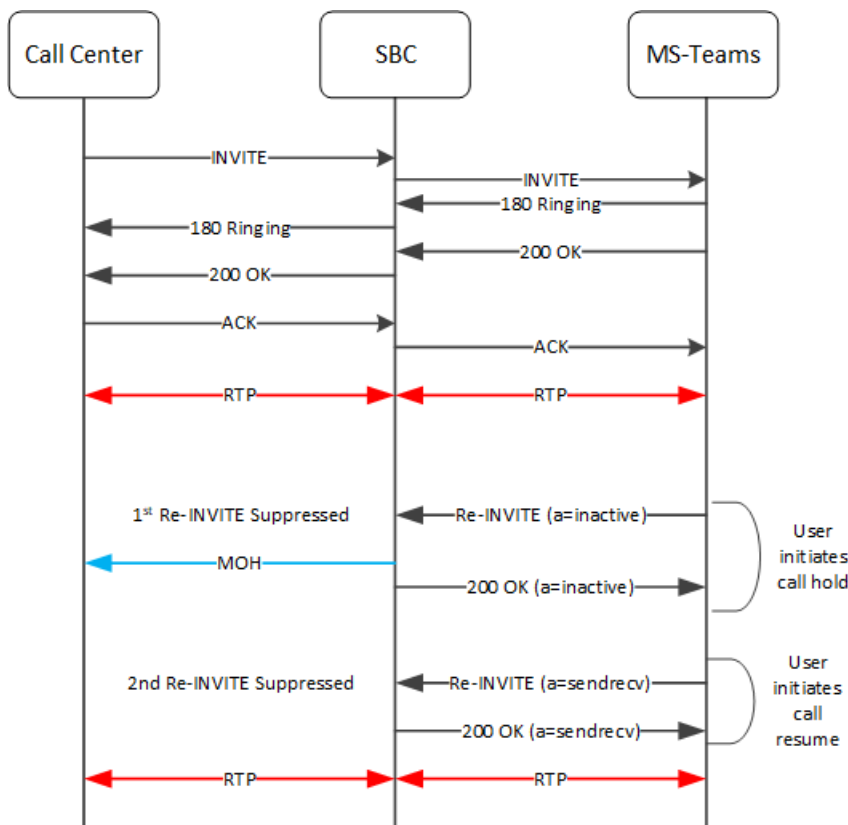 Call Center
SBC
MS-Teams
INVITE
INVITE
180 Ringing
180 Ringing
200 OK
200 OK
ACK
ACK
RTP
RTP
1st Re-INVITE Suppressed
Re-INVITE (a=inactive)
MOH
200 OK (a=inactive)
User
initiates
call hold
2nd Re-INVITE Suppressed
Re-INVITE (a=sendrecv)
200 OK (a=sendrecv)
User
initiates
call
resume
RTP
RTP